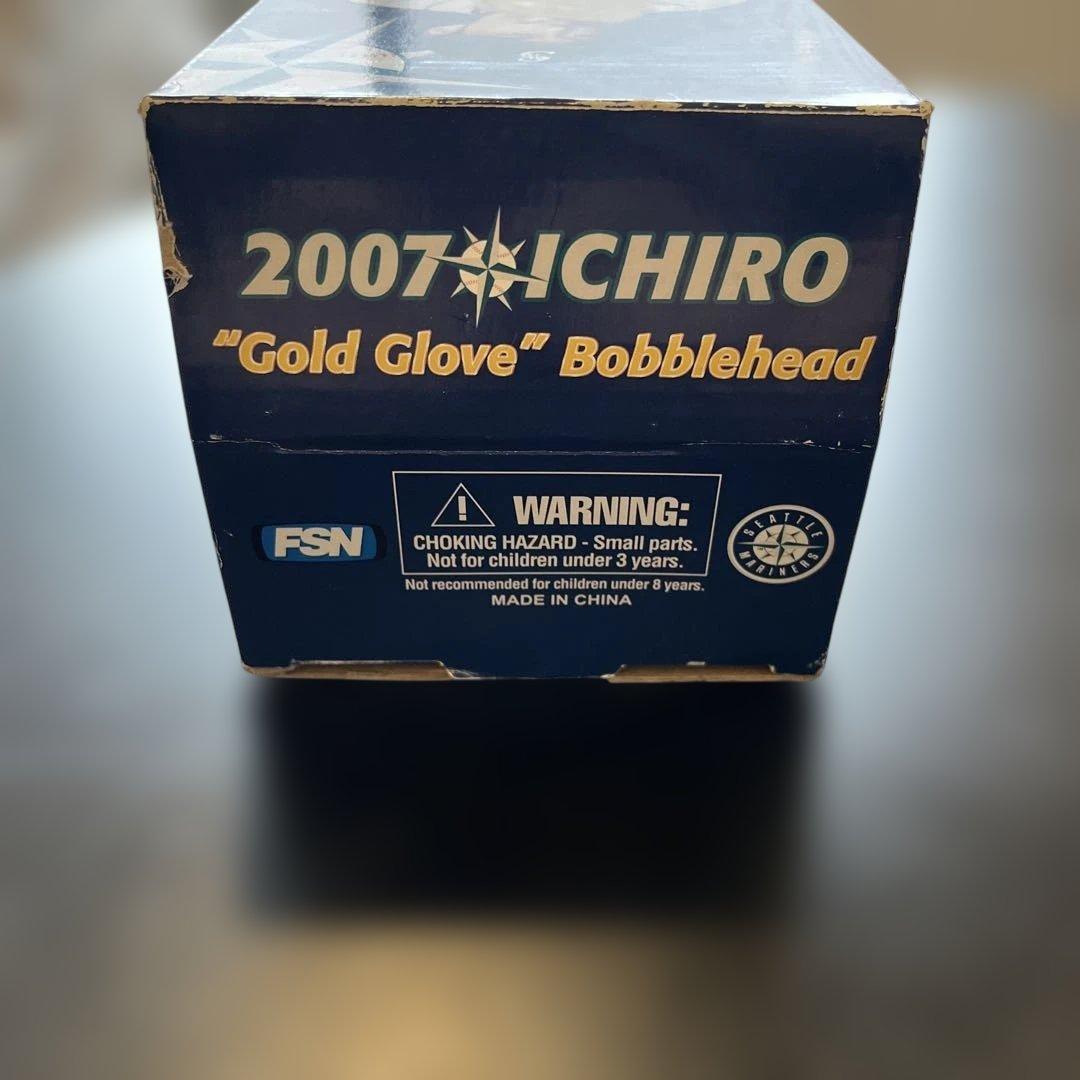 2007 ICHIRO
"Gold Glove" Bobblehead
FSN
WARNING:
CHOKING HAZARD - Small parts.
Not for children under 3 years.
Not recommended for children under 8 years.
MADE IN CHINA
SEATTLE
MARINERS